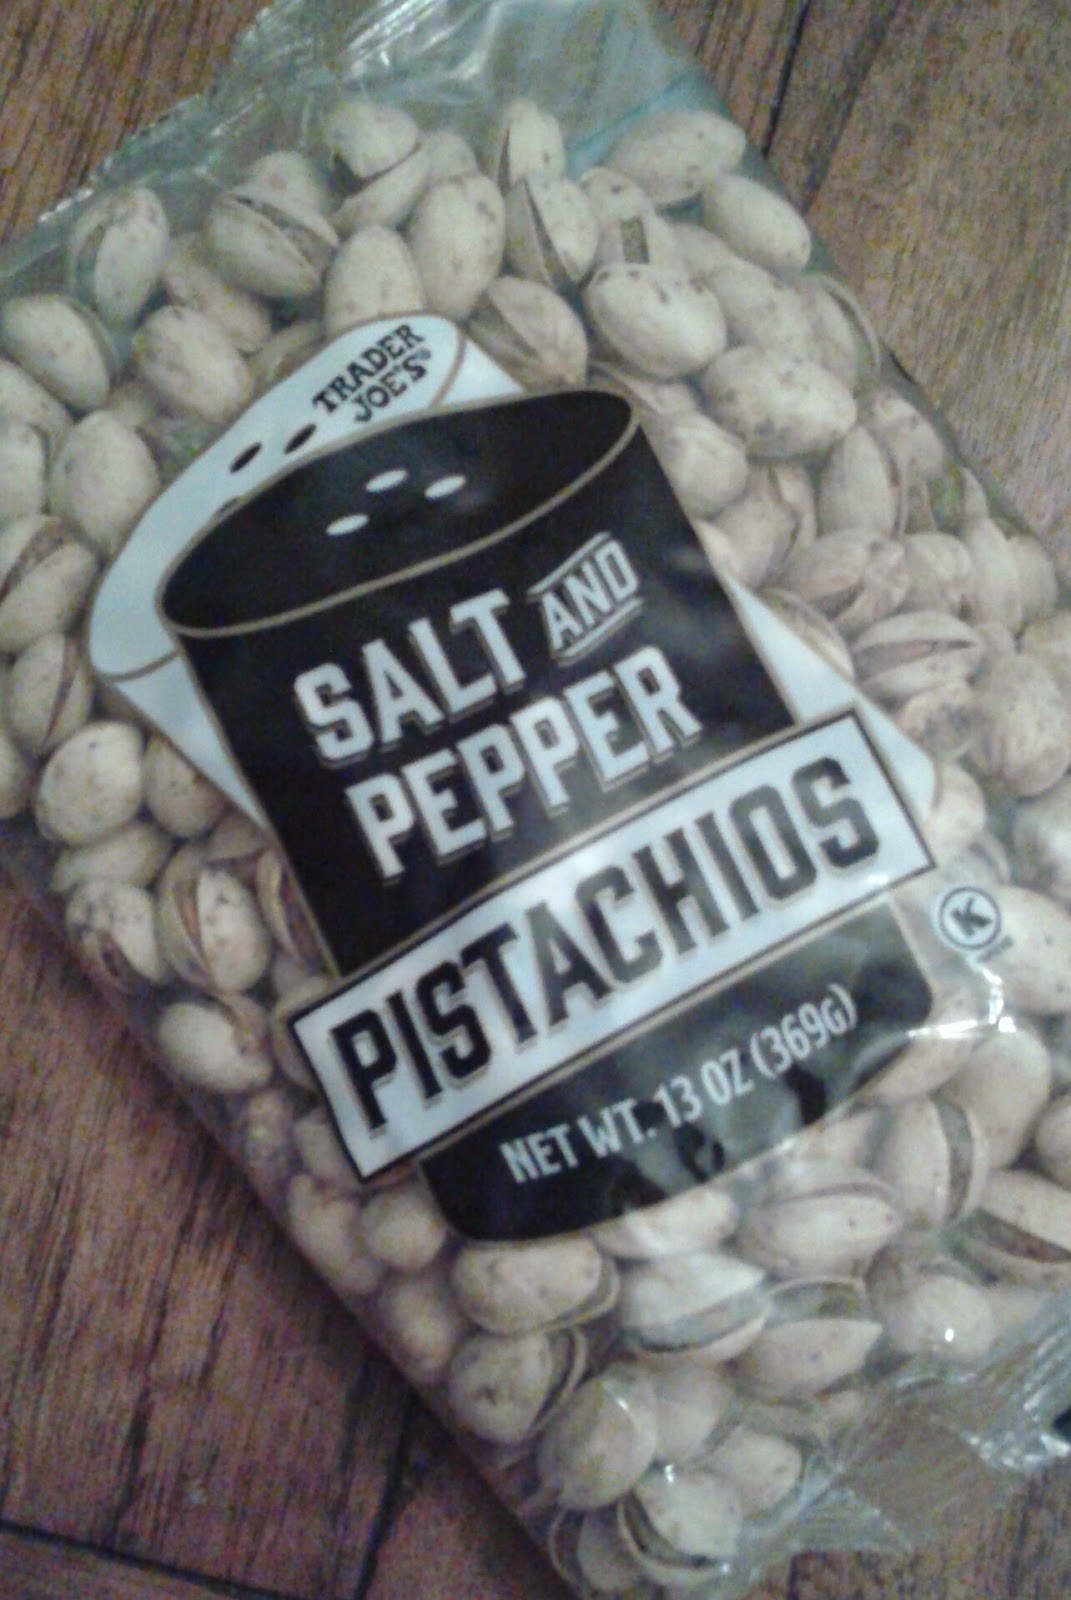 TRADER
JOE'S®
SALT AND
PEPPER
PISTACHIOS
NET WT. 13 OZ (369G)
K